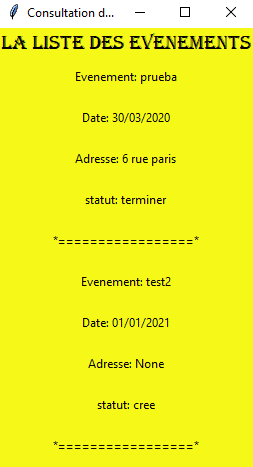 Consultation d...
LA LISTE DES EVENEMENTS
Evenement: prueba
Date: 30/03/2020
Adresse: 6 rue paris
statut: terminer
*=================*
Evenement: test2
Date: 01/01/2021
Adresse: None
statut: cree
*=================*